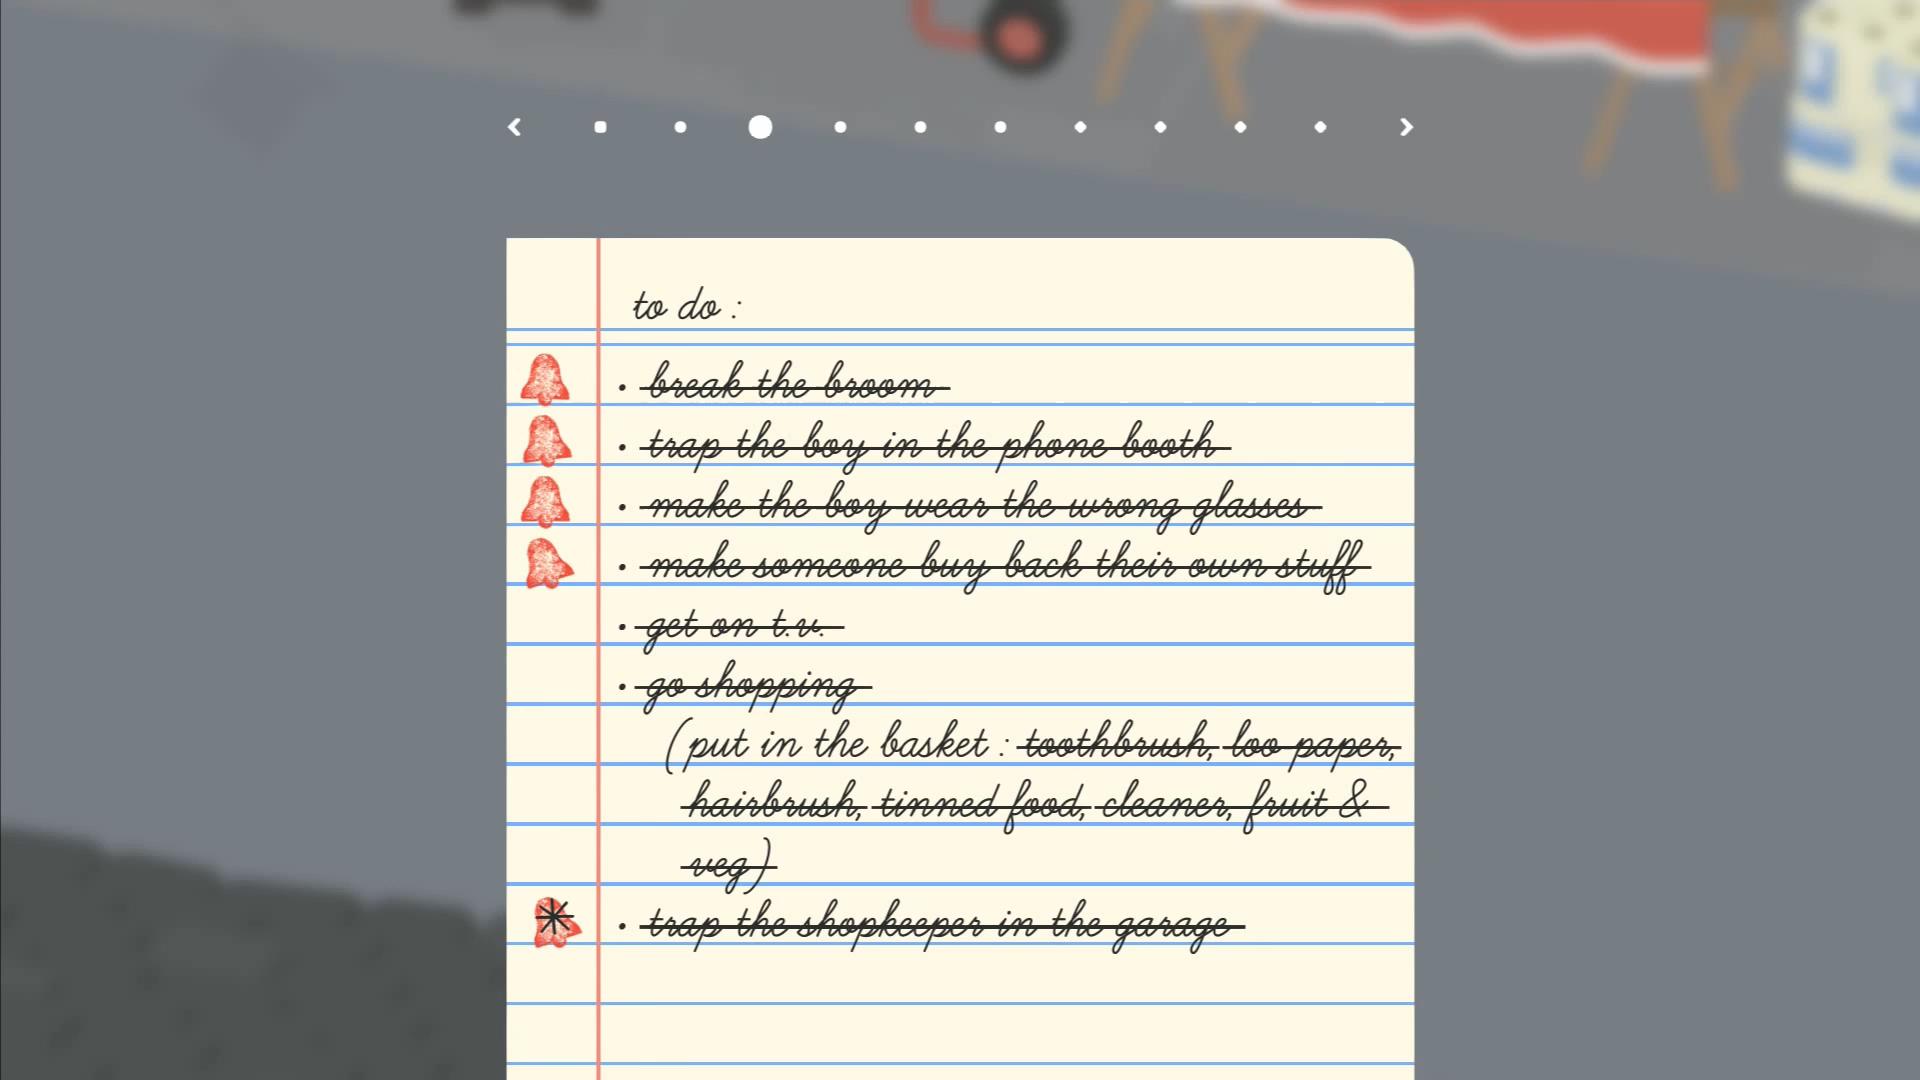 to do :
• break the broom
• trap the boy in the phone booth
• make the boy wear the wrong glasses
• make someone buy back their own stuff
• get on t.v.
• go shopping
(put in the basket : toothbrush, loo paper,
hairbrush, tinned food, cleaner, fruit &
veg)
• trap the shopkeeper in the garage